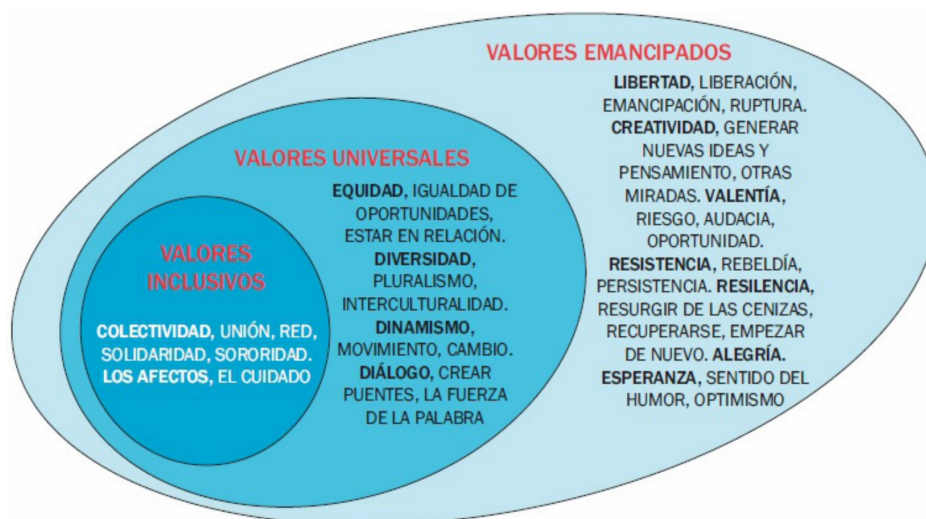 VALORES EMANCIPADOS
LIBERTAD, LIBERACIÓN,
EMANCIPACIÓN, RUPTURA.
CREATIVIDAD, GENERAR
NUEVAS IDEAS Y
PENSAMIENTO, OTRAS
MIRADAS. VALENTÍA,
RIESGO, AUDACIA,
OPORTUNIDAD.
RESISTENCIA, REBELDÍA,
PERSISTENCIA. RESILENCIA,
RESURGIR DE LAS CENIZAS,
RECUPERARSE, EMPEZAR
DE NUEVO. ALEGRÍA.
ESPERANZA, SENTIDO DEL
HUMOR, OPTIMISMO
VALORES UNIVERSALES
EQUIDAD, IGUALDAD DE
OPORTUNIDADES,
ESTAR EN RELACIÓN.
DIVERSIDAD,
PLURALISMO,
INTERCULTURALIDAD.
DINAMISMO,
MOVIMIENTO, CAMBIO.
DIÁLOGO, CREAR
PUENTES, LA FUERZA
DE LA PALABRA
VALORES
INCLUSIVOS
COLECTIVIDAD, UNIÓN, RED,
SOLIDARIDAD, SORORIDAD.
LOS AFECTOS, EL CUIDADO